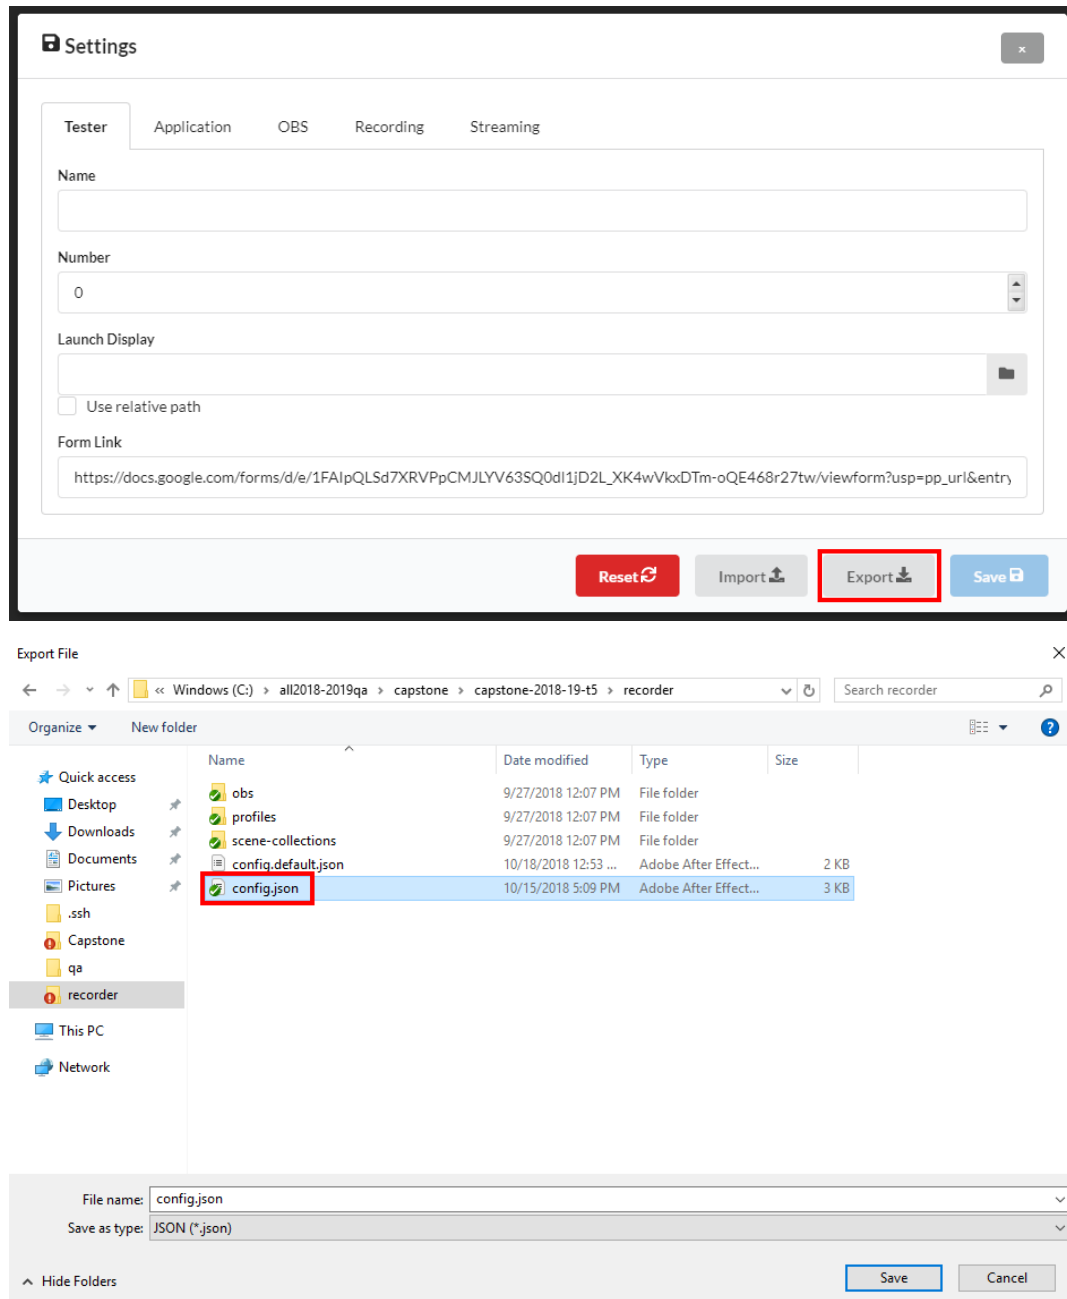 Settings
×
Tester Application OBS Recording Streaming
Name
Number
0
Launch Display
Use relative path
Form Link
https://docs.google.com/forms/d/e/1FAIpQLSd7XRVPpCMJLYV63SQ0dI1jD2L_XK4wVkxDTm-oQE468r27tw/viewform?usp=pp_url&entry
Reset Import Export Save
Export File
« Windows (C:) › all2018-2019qa › capstone › capstone-2018-19-t5 › recorder Search recorder
Organize New folder
Name Date modified Type Size
Quick access
Desktop
Downloads
Documents
Pictures
.ssh
Capstone
qa
recorder
This PC
Network
obs 9/27/2018 12:07 PM File folder
profiles 9/27/2018 12:07 PM File folder
scene-collections 9/27/2018 12:07 PM File folder
config.default.json 10/18/2018 12:53 ... Adobe After Effect... 2 KB
config.json 10/15/2018 5:09 PM Adobe After Effect... 3 KB
File name: config.json
Save as type: JSON (*.json)
Hide Folders Save Cancel